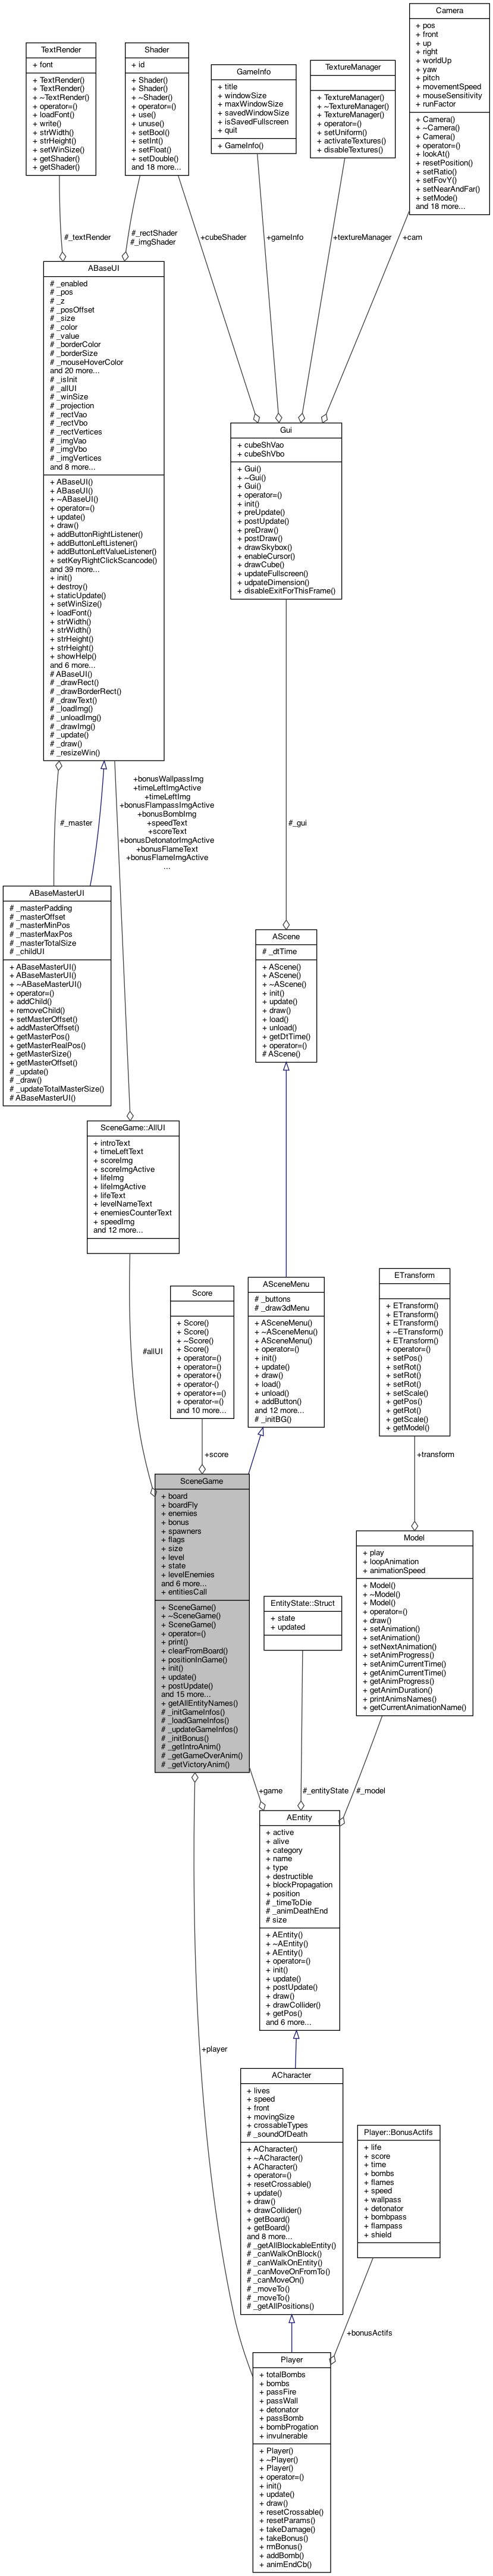 TextRender
+ font
+ TextRender()
+ TextRender()
+ ~TextRender()
+ operator=()
+ loadFont()
+ write()
+ strWidth()
+ strHeight()
+ setWinSize()
+ getShader()
+ getShader()
Shader
+ id
+ Shader()
+ Shader()
+ ~Shader()
+ operator=()
+ use()
+ unuse()
+ setBool()
+ setInt()
+ setFloat()
+ setDouble()
and 18 more...
GameInfo
+ title
+ windowSize
+ maxWindowSize
+ savedWindowSize
+ isSavedFullscreen
+ quit
+ GameInfo()
TextureManager
+ TextureManager()
+ ~TextureManager()
+ TextureManager()
+ operator=()
+ setUniform()
+ activateTextures()
+ disableTextures()
Camera
+ pos
+ front
+ up
+ right
+ worldUp
+ yaw
+ pitch
+ movementSpeed
+ mouseSensitivity
+ runFactor
+ Camera()
+ ~Camera()
+ Camera()
+ operator=()
+ lookAt()
+ resetPosition()
+ setRatio()
+ setFovY()
+ setNearAndFar()
+ setMode()
and 18 more...
#_textRender
#_rectShader
#_imgShader
+cubeShader
+gameInfo
+textureManager
+cam
ABaseUI
# _enabled
# _pos
# _z
# _posOffset
# _size
# _color
# _value
# _borderColor
# _borderSize
# _mouseHoverColor
and 20 more...
# _isInit
# _allUI
# _winSize
# _projection
# _rectVao
# _rectVbo
# _rectVertices
# _imgVao
# _imgVbo
# _imgVertices
and 8 more...
+ ABaseUI()
+ ABaseUI()
+ ~ABaseUI()
+ operator=()
+ update()
+ draw()
+ addButtonRightListener()
+ addButtonLeftListener()
+ addButtonLeftValueListener()
+ setKeyRightClickScancode()
and 39 more...
+ init()
+ destroy()
+ staticUpdate()
+ setWinSize()
+ loadFont()
+ strWidth()
+ strWidth()
+ strHeight()
+ strHeight()
+ showHelp()
and 6 more...
# ABaseUI()
# _drawRect()
# _drawBorderRect()
# _drawText()
# _loadImg()
# _unloadImg()
# _drawImg()
# _update()
# _draw()
# _resizeWin()
Gui
+ cubeShVao
+ cubeShVbo
+ Gui()
+ ~Gui()
+ Gui()
+ operator=()
+ init()
+ preUpdate()
+ postUpdate()
+ preDraw()
+ postDraw()
+ drawSkybox()
+ enableCursor()
+ drawCube()
+ updateFullscreen()
+ udpateDimension()
+ disableExitForThisFrame()
#_master
+bonusWallpassImg
+timeLeftImgActive
+timeLeftImg
+bonusFlampassImgActive
+bonusBombImg
+speedText
+scoreText
+bonusDetonatorImgActive
+bonusFlameText
+bonusFlameImgActive
...
#_gui
ABaseMasterUI
# _masterPadding
# _masterOffset
# _masterMinPos
# _masterMaxPos
# _masterTotalSize
# _childUI
+ ABaseMasterUI()
+ ABaseMasterUI()
+ ~ABaseMasterUI()
+ operator=()
+ addChild()
+ removeChild()
+ setMasterOffset()
+ addMasterOffset()
+ getMasterPos()
+ getMasterRealPos()
+ getMasterSize()
+ getMasterOffset()
# _update()
# _draw()
# _updateTotalMasterSize()
# ABaseMasterUI()
AScene
# _dtTime
+ AScene()
+ AScene()
+ ~AScene()
+ init()
+ update()
+ draw()
+ load()
+ unload()
+ getDtTime()
+ operator=()
# AScene()
SceneGame::AllUI
+ introText
+ timeLeftText
+ scoreImg
+ scoreImgActive
+ lifeImg
+ lifeImgActive
+ lifeText
+ levelNameText
+ enemiesCounterText
+ speedImg
and 12 more...
#allUI
Score
+ Score()
+ Score()
+ ~Score()
+ Score()
+ operator=()
+ operator=()
+ operator+()
+ operator-()
+ operator+=()
+ operator-=()
and 10 more...
+score
ASceneMenu
# _buttons
# _draw3dMenu
+ ASceneMenu()
+ ~ASceneMenu()
+ ASceneMenu()
+ operator=()
+ init()
+ update()
+ draw()
+ load()
+ unload()
+ addButton()
and 12 more...
# _initBG()
ETransform
+ ETransform()
+ ETransform()
+ ETransform()
+ ~ETransform()
+ ETransform()
+ operator=()
+ setPos()
+ setRot()
+ setRot()
+ setRot()
+ setScale()
+ getPos()
+ getRot()
+ getScale()
+ getModel()
+transform
SceneGame
+ board
+ boardFly
+ enemies
+ bonus
+ spawners
+ flags
+ size
+ level
+ state
+ levelEnemies
and 6 more...
+ entitiesCall
+ SceneGame()
+ ~SceneGame()
+ SceneGame()
+ operator=()
+ print()
+ clearFromBoard()
+ positionInGame()
+ init()
+ update()
+ postUpdate()
and 15 more...
+ getAllEntityNames()
# _initGameInfos()
# _loadGameInfos()
# _updateGameInfos()
# _initBonus()
# _getIntroAnim()
# _getGameOverAnim()
# _getVictoryAnim()
EntityState::Struct
+ state
+ updated
Model
+ play
+ loopAnimation
+ animationSpeed
+ Model()
+ ~Model()
+ Model()
+ operator=()
+ draw()
+ setAnimation()
+ setAnimation()
+ setNextAnimation()
+ setAnimProgress()
+ setAnimCurrentTime()
+ getAnimCurrentTime()
+ getAnimProgress()
+ getAnimDuration()
+ printAnimsNames()
+ getCurrentAnimationName()
+game
#_entityState
#_model
AEntity
+ active
+ alive
+ category
+ name
+ type
+ destructible
+ blockPropagation
+ position
# _timeToDie
# _animDeathEnd
# size
+ AEntity()
+ ~AEntity()
+ AEntity()
+ operator=()
+ init()
+ update()
+ postUpdate()
+ draw()
+ drawCollider()
+ getPos()
and 6 more...
+player
ACharacter
+ lives
+ speed
+ front
+ movingSize
+ crossableTypes
# _soundOfDeath
+ ACharacter()
+ ~ACharacter()
+ ACharacter()
+ operator=()
+ resetCrossable()
+ update()
+ draw()
+ drawCollider()
+ getBoard()
+ getBoard()
and 8 more...
# _getAllBlockableEntity()
# _canWalkOnBlock()
# _canWalkOnEntity()
# _canMoveOnFromTo()
# _canMoveOn()
# _moveTo()
# _moveTo()
# _getAllPositions()
Player::BonusActifs
+ life
+ score
+ time
+ bombs
+ flames
+ speed
+ wallpass
+ detonator
+ bombpass
+ flampass
+ shield
+bonusActifs
Player
+ totalBombs
+ bombs
+ passFire
+ passWall
+ detonator
+ passBomb
+ bombProgation
+ invulnerable
+ Player()
+ ~Player()
+ Player()
+ operator=()
+ init()
+ update()
+ draw()
+ resetCrossable()
+ resetParams()
+ takeDamage()
+ takeBonus()
+ rmBonus()
+ addBomb()
+ animEndCb()